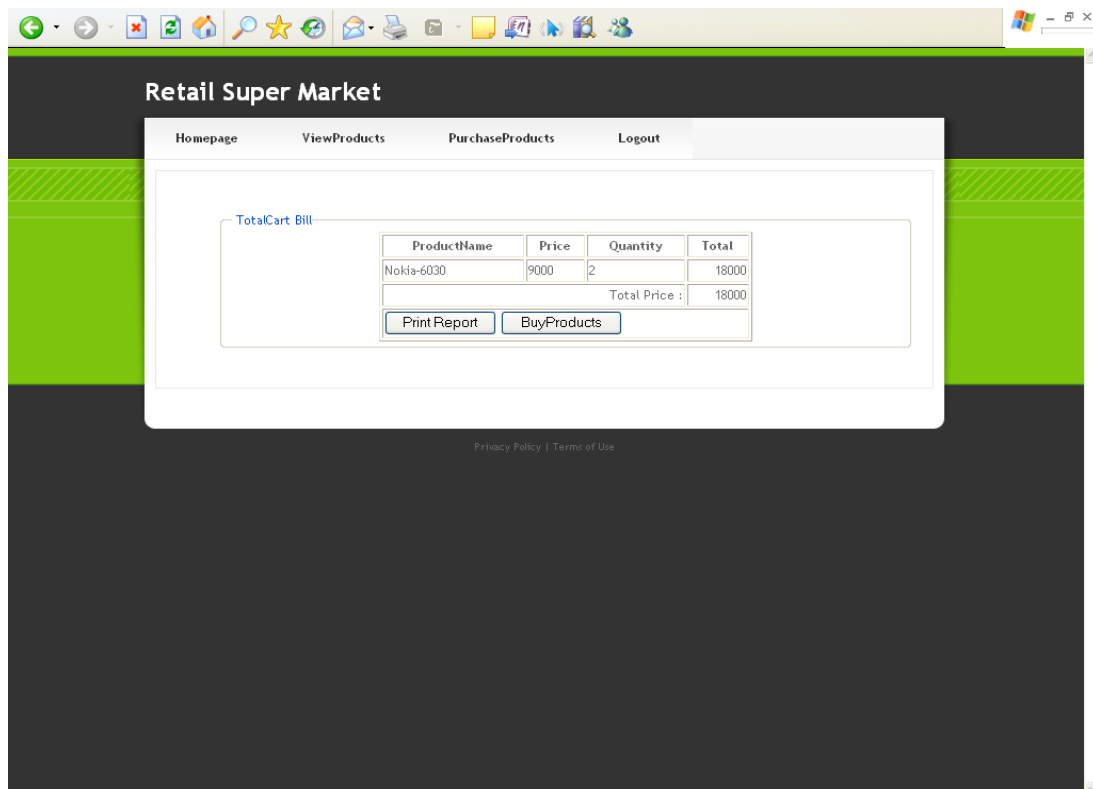 Retail Super Market
Homepage ViewProducts PurchaseProducts Logout
TotalCart Bill
ProductName Price Quantity Total
Nokia-6030 9000 2 18000
Total Price : 18000
Print Report BuyProducts
Privacy Policy | Terms of Use